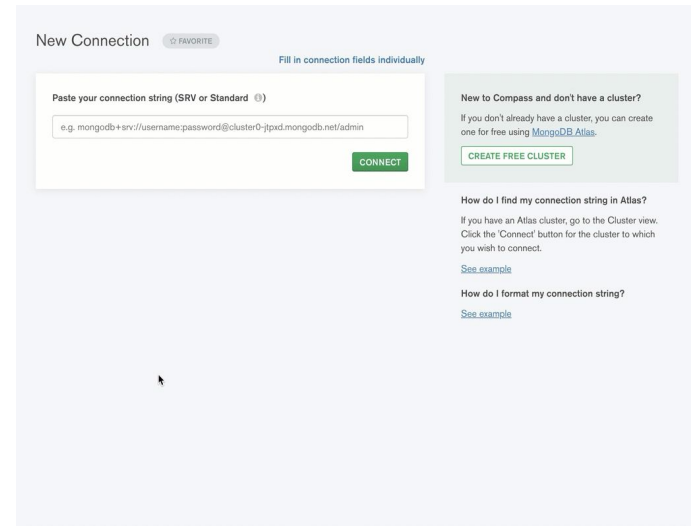 New Connection
☆ FAVORITE
Fill in connection fields individually
Paste your connection string (SRV or Standard ⓘ)
e.g. mongodb+srv://username:password@cluster0-jtpxd.mongodb.net/admin
CONNECT
New to Compass and don't have a cluster?
If you don't already have a cluster, you can create
one for free using MongoDB Atlas.
CREATE FREE CLUSTER
How do I find my connection string in Atlas?
If you have an Atlas cluster, go to the Cluster view.
Click the 'Connect' button for the cluster to which
you wish to connect.
See example
How do I format my connection string?
See example